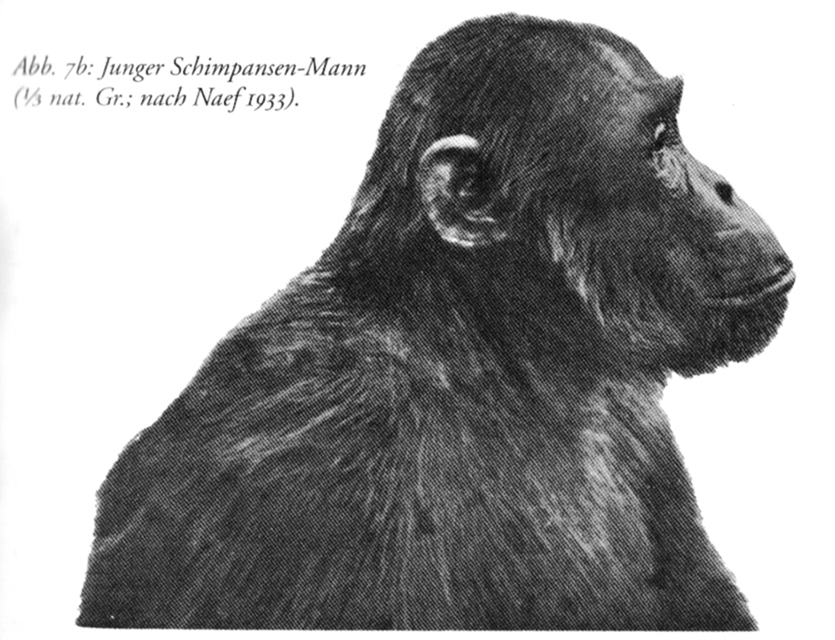 Abb. 7b: Junger Schimpansen-Mann
(⅓ nat. Gr.; nach Naef 1933).